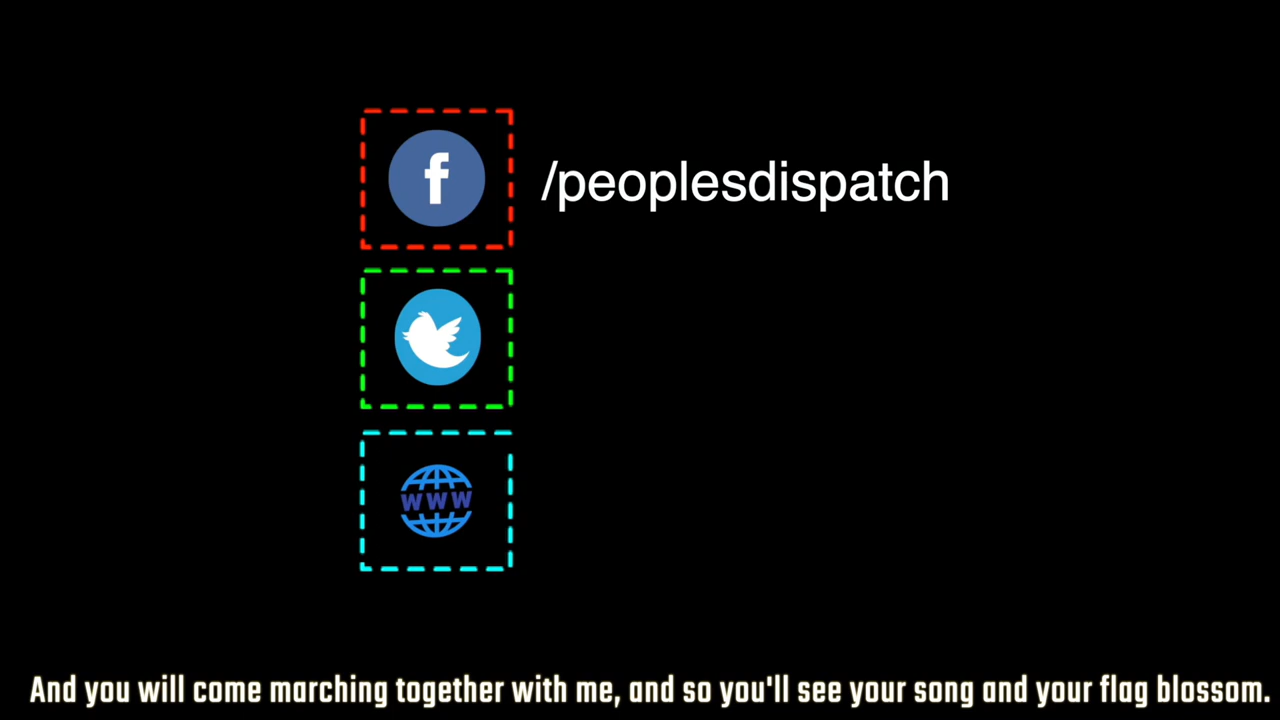 f
/peoplesdispatch
WWW
And you will come marching together with me, and so you'll see your song and your flag blossom.